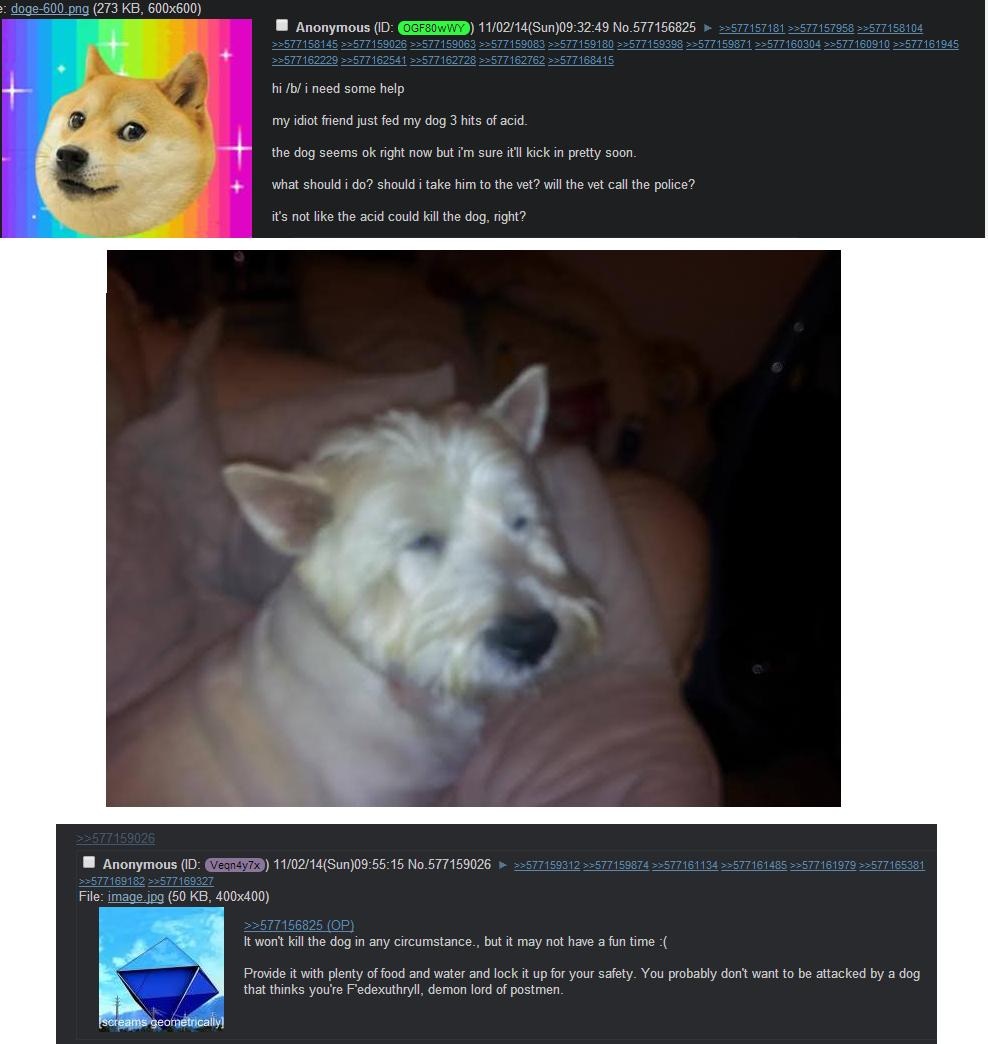 e: doge-600.png (273 KB, 600x600)
Anonymous (ID: OGF80wWY) 11/02/14(Sun)09:32:49 No.577156825 ► >>577157181 >>577157958 >>577158104
>>577158145 >>577159026 >>577159063 >>577159083 >>577159180 >>577159398 >>577159871 >>577160304 >>577160910 >>577161945
>>577162229 >>577162541 >>577162728 >>577162762 >>577168415
hi /b/ i need some help
my idiot friend just fed my dog 3 hits of acid.
the dog seems ok right now but i'm sure it'll kick in pretty soon.
what should i do? should i take him to the vet? will the vet call the police?
it's not like the acid could kill the dog, right?
>>577159026
Anonymous (ID: Veqn4y7x) 11/02/14(Sun)09:55:15 No.577159026 ► >>577159312 >>577159874 >>577161134 >>577161485 >>577161979 >>577165381
>>577169182 >>577169327
File: image.jpg (50 KB, 400x400)
>>577156825 (OP)
It won't kill the dog in any circumstance., but it may not have a fun time :(
Provide it with plenty of food and water and lock it up for your safety. You probably don't want to be attacked by a dog
that thinks you're F'edexuthryll, demon lord of postmen.
[screams geometrically]